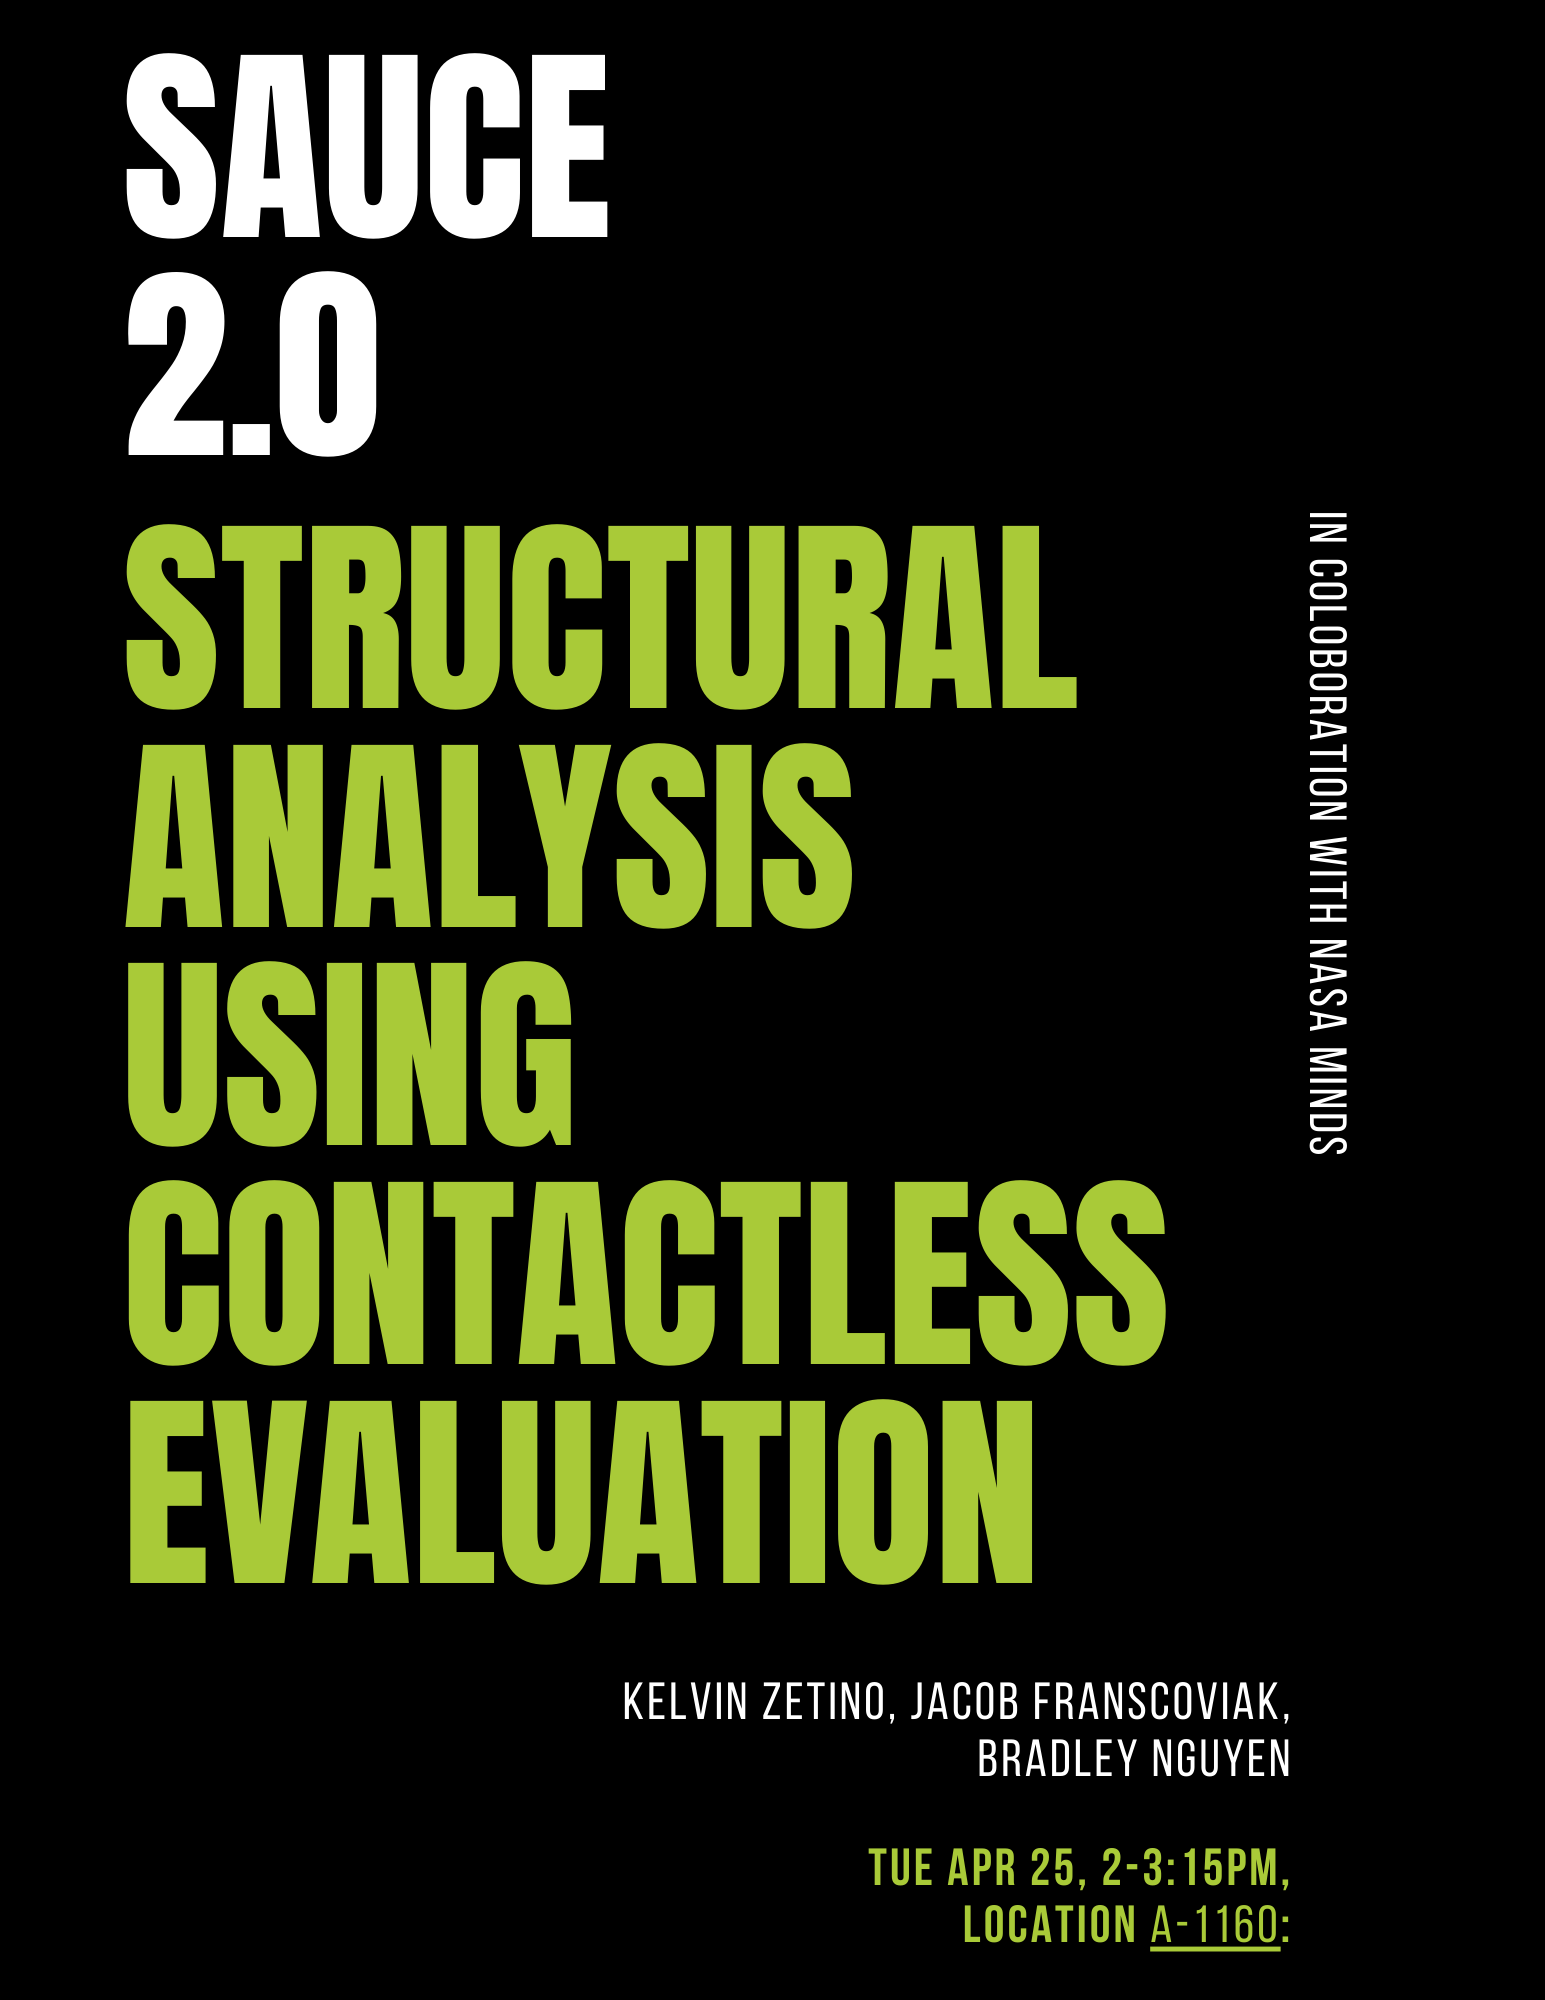 SAUCE
2.0
STRUCTURAL
ANALYSIS
USING
CONTACTLESS
EVALUATION
IN COLOBORATION WITH NASA MINDS
KELVIN ZETINO, JACOB FRANSCOVIAK,
BRADLEY NGUYEN
TUE APR 25, 2-3:15PM,
LOCATION A-1160: